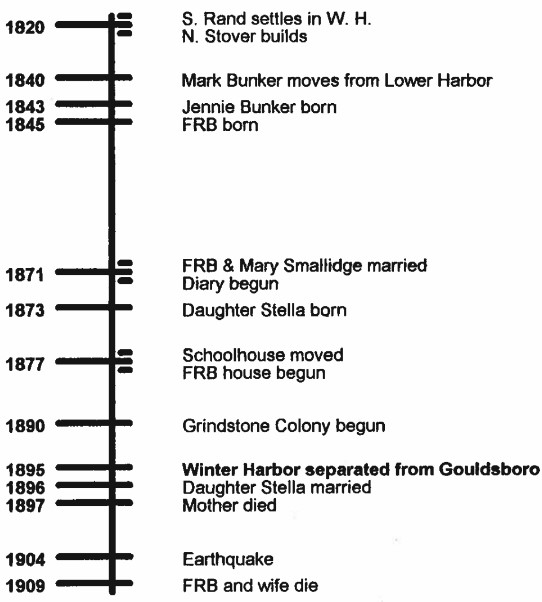 1820
S. Rand settles in W. H.
N. Stover builds
1840 Mark Bunker moves from Lower Harbor
1843 Jennie Bunker born
1845 FRB born
1871
FRB & Mary Smallidge married
Diary begun
1873 Daughter Stella born
1877
Schoolhouse moved
FRB house begun
1890 Grindstone Colony begun
1895 Winter Harbor separated from Gouldsboro
1896 Daughter Stella married
1897 Mother died
1904 Earthquake
1909 FRB and wife die